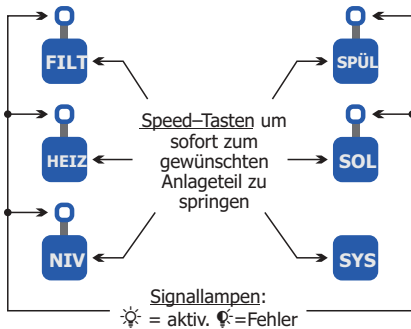 FILT
SPÜL
Speed–Tasten um
sofort zum
gewünschten
Anlageteil zu
springen
HEIZ
SOL
NIV
SYS
Signallampen:
= aktiv. =Fehler